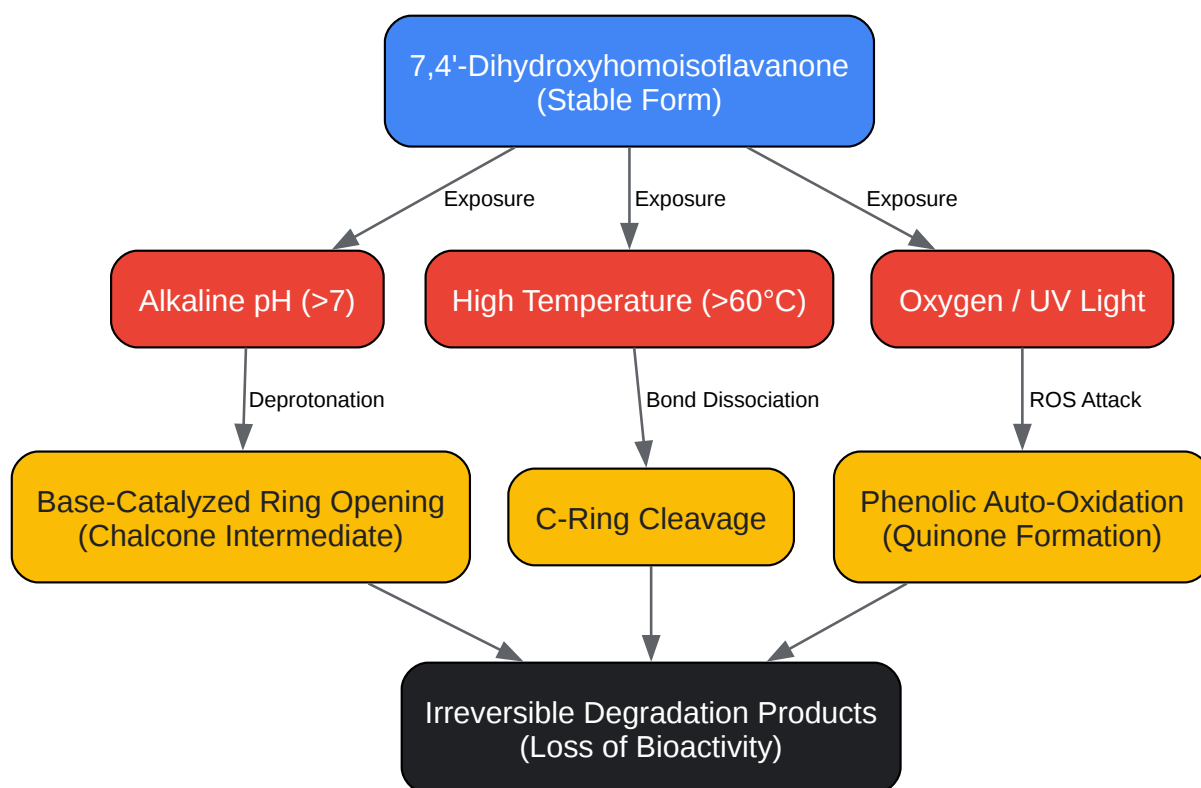 7,4'-Dihydroxyhomoisoflavanone
(Stable Form)
Exposure
Exposure
Exposure
Alkaline pH (>7)
High Temperature (>60°C)
Oxygen / UV Light
Deprotonation
Bond Dissociation
ROS Attack
Base-Catalyzed Ring Opening
(Chalcone Intermediate)
C-Ring Cleavage
Phenolic Auto-Oxidation
(Quinone Formation)
Irreversible Degradation Products
(Loss of Bioactivity)